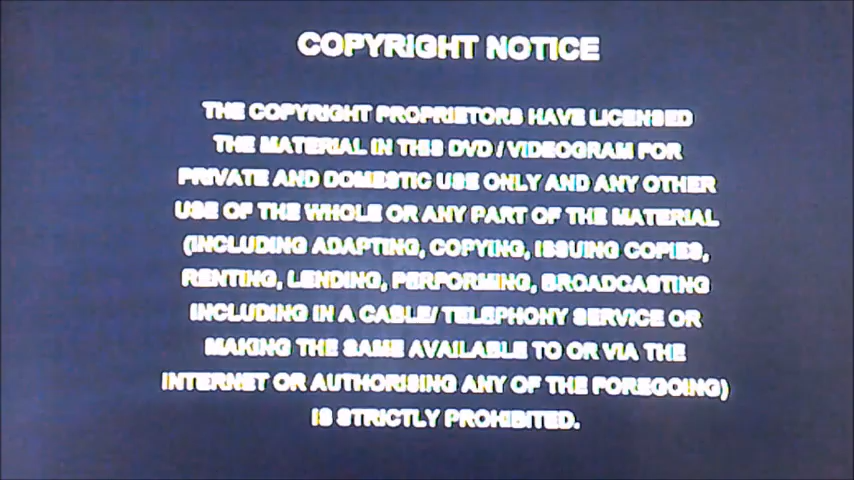 COPYRIGHT NOTICE
THE COPYRIGHT PROPRIETORS HAVE LICENSED
THE MATERIAL IN THIS DVD / VIDEOGRAM FOR
PRIVATE AND DOMESTIC USE ONLY AND ANY OTHER
USE OF THE WHOLE OR ANY PART OF THE MATERIAL
(INCLUDING ADAPTING, COPYING, ISSUING COPIES,
RENTING, LENDING, PERFORMING, BROADCASTING
INCLUDING IN A CABLE/ TELEPHONY SERVICE OR
MAKING THE SAME AVAILABLE TO OR VIA THE
INTERNET OR AUTHORISING ANY OF THE FOREGOING)
IS STRICTLY PROHIBITED.